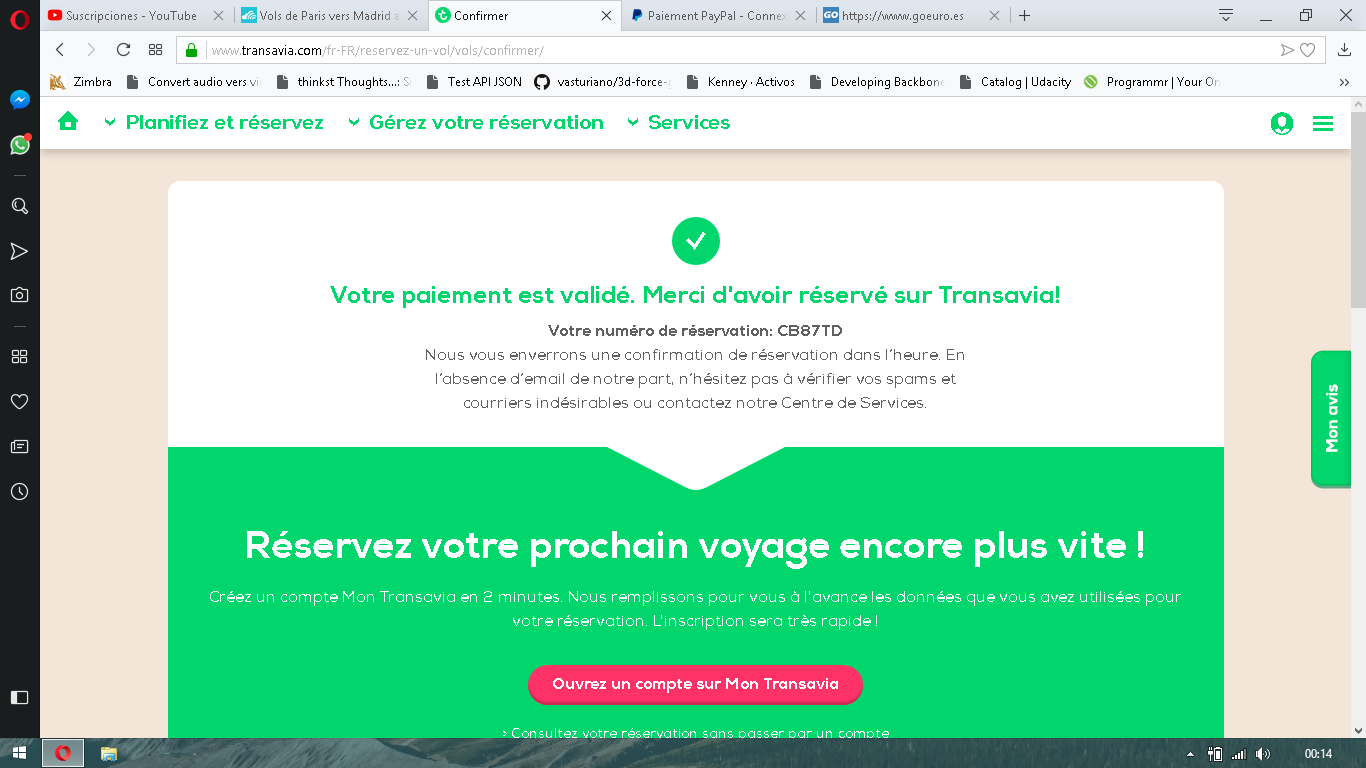 Suscripciones - YouTube
Vols de Paris vers Madrid a
Confirmer
Paiement PayPal - Connex
GO https://www.goeuro.es
www.transavia.com/fr-FR/reservez-un-vol/vols/confirmer/
Zimbra
Convert audio vers vi
thinkst Thoughts...: S
Test API JSON
vasturiano/3d-force-g
Kenney · Activos
Developing Backbone
Catalog | Udacity
Programmr | Your On
Planifiez et réservez
Gérez votre réservation
Services
Votre paiement est validé. Merci d'avoir réservé sur Transavia!
Votre numéro de réservation: CB87TD
Nous vous enverrons une confirmation de réservation dans l’heure. En
l’absence d’email de notre part, n’hésitez pas à vérifier vos spams et
courriers indésirables ou contactez notre Centre de Services.
Mon avis
Réservez votre prochain voyage encore plus vite !
Créez un compte Mon Transavia en 2 minutes. Nous remplissons pour vous à l'avance les données que vous avez utilisées pour
votre réservation. L'inscription sera très rapide !
Ouvrez un compte sur Mon Transavia
> Consultez votre réservation sans passer par un compte
00:14